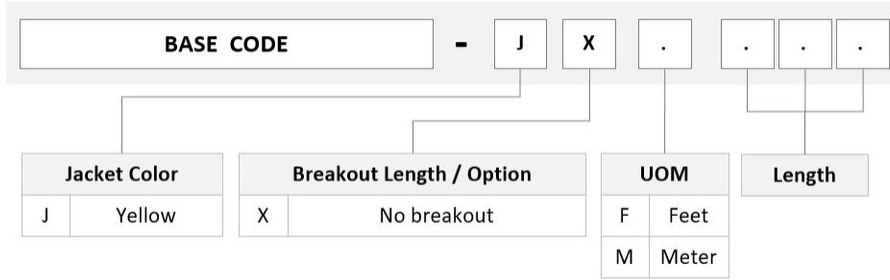 BASE CODE - J X . . . .
Jacket Color
J Yellow
Breakout Length / Option
X No breakout
UOM
F Feet
M Meter
Length